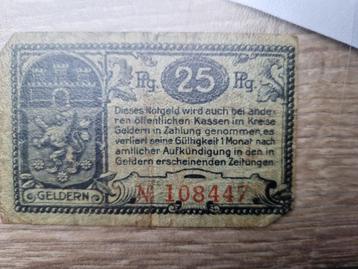 Pfg. 25 Pfg.
Dieses Notgeld wird auch bei ande-
ren öffentlichen Kassen im Kreise
Geldern in Zahlung genommen, es
verliert seine Gültigkeit 1 Monat nach
amtlicher Aufkündigung in den in
Geldern erscheinenden Zeitungen
GELDERN
№ 108447